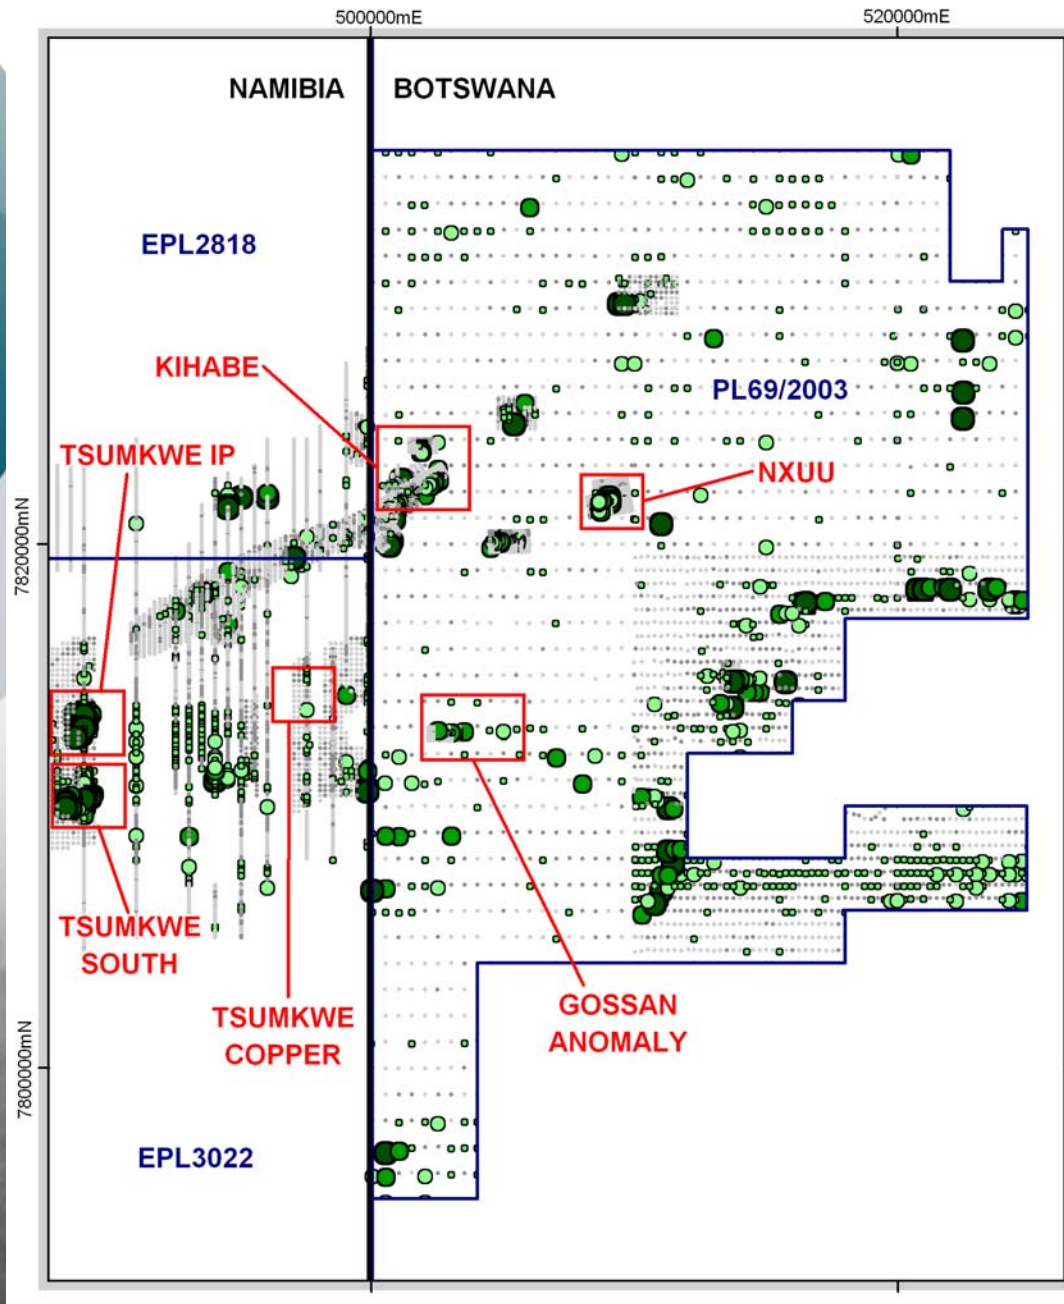 500000mE
520000mE
NAMIBIA
BOTSWANA
EPL2818
KIHABE
PL69/2003
TSUMKWE IP
NXUU
7820000mN
TSUMKWE
SOUTH
TSUMKWE
COPPER
GOSSAN
ANOMALY
7800000mN
EPL3022